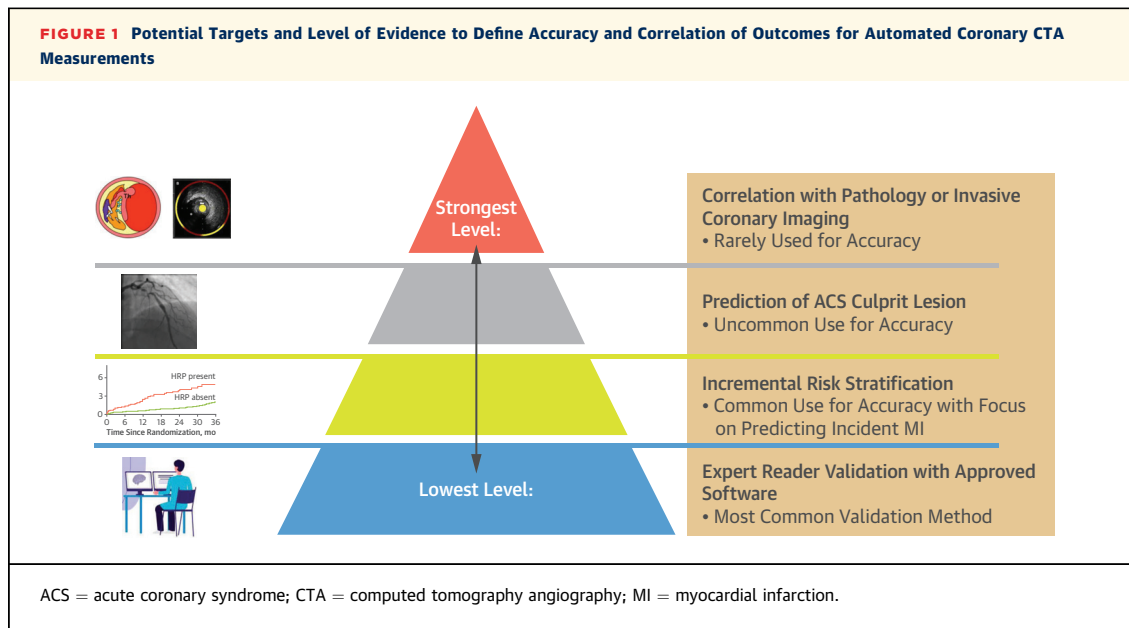 FIGURE 1 Potential Targets and Level of Evidence to Define Accuracy and Correlation of Outcomes for Automated Coronary CTA
Measurements
Strongest
Level:
Correlation with Pathology or Invasive
Coronary Imaging
• Rarely Used for Accuracy
Prediction of ACS Culprit Lesion
• Uncommon Use for Accuracy
6
3
0
HRP present
HRP absent
0 6 12 18 24 30 36
Time Since Randomization, mo
Incremental Risk Stratification
• Common Use for Accuracy with Focus
on Predicting Incident MI
Lowest Level:
Expert Reader Validation with Approved
Software
• Most Common Validation Method
ACS = acute coronary syndrome; CTA = computed tomography angiography; MI = myocardial infarction.